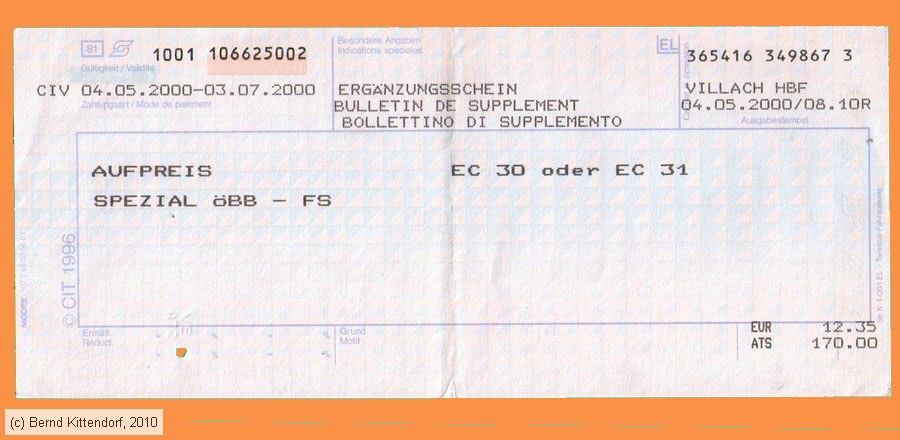 81
1001 106625002
Besondere Angaben
Indications spéciales
EL
365416 349867 3
Gültigkeit / Validité
CIV 04.05.2000-03.07.2000
Zahlungsart / Mode de paiement
ERGÄNZUNGSSCHEIN
BULLETIN DE SUPPLEMENT
BOLLETTINO DI SUPPLEMENTO
VILLACH HBF
04.05.2000/08.10R
Ausgabestempel
AUFPREIS EC 30 oder EC 31
SPEZIAL öBB - FS
© CIT 1996
Ermäß
Réduct.
Grund
Motif
EUR 12.35
ATS 170.00
(c) Bernd Kittendorf, 2010